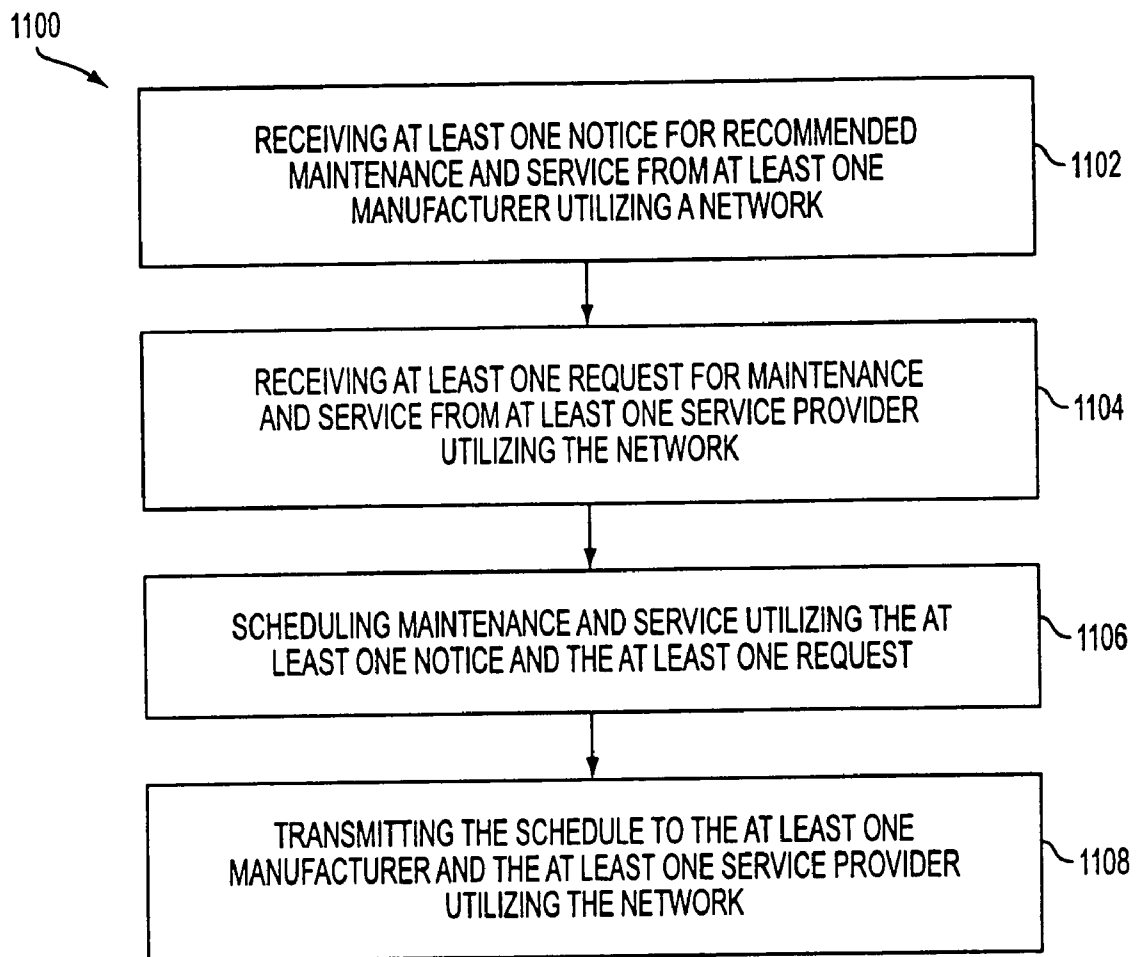 1100
RECEIVING AT LEAST ONE NOTICE FOR RECOMMENDED
MAINTENANCE AND SERVICE FROM AT LEAST ONE
MANUFACTURER UTILIZING A NETWORK
1102
RECEIVING AT LEAST ONE REQUEST FOR MAINTENANCE
AND SERVICE FROM AT LEAST ONE SERVICE PROVIDER
UTILIZING THE NETWORK
1104
SCHEDULING MAINTENANCE AND SERVICE UTILIZING THE AT
LEAST ONE NOTICE AND THE AT LEAST ONE REQUEST
1106
TRANSMITTING THE SCHEDULE TO THE AT LEAST ONE
MANUFACTURER AND THE AT LEAST ONE SERVICE PROVIDER
UTILIZING THE NETWORK
1108